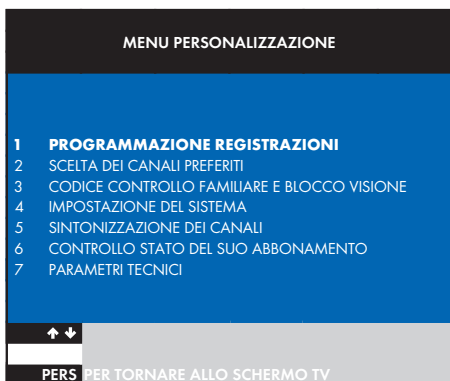 MENU PERSONALIZZAZIONE
1 PROGRAMMAZIONE REGISTRAZIONI
2 SCELTA DEI CANALI PREFERITI
3 CODICE CONTROLLO FAMILIARE E BLOCCO VISIONE
4 IMPOSTAZIONE DEL SISTEMA
5 SINTONIZZAZIONE DEI CANALI
6 CONTROLLO STATO DEL SUO ABBONAMENTO
7 PARAMETRI TECNICI
↑ ↓
PERS PER TORNARE ALLO SCHERMO TV